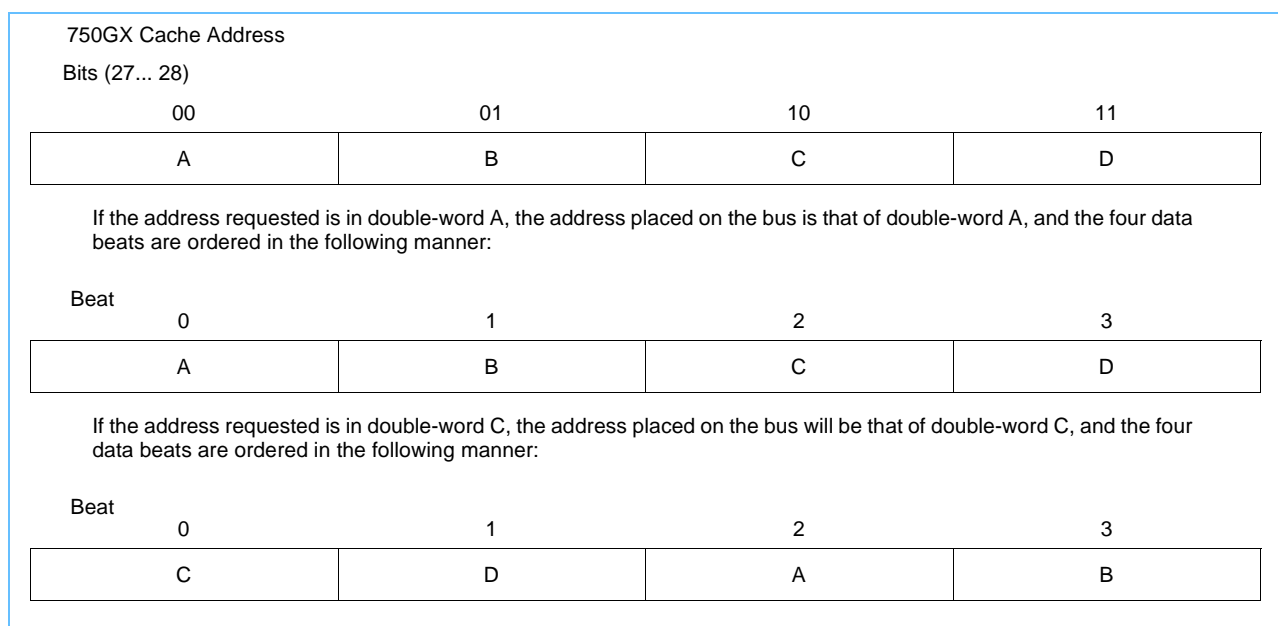 750GX Cache Address
Bits (27... 28)
00 01 10 11
A B C D
If the address requested is in double-word A, the address placed on the bus is that of double-word A, and the four data
beats are ordered in the following manner:
Beat
0 1 2 3
A B C D
If the address requested is in double-word C, the address placed on the bus will be that of double-word C, and the four
data beats are ordered in the following manner:
Beat
0 1 2 3
C D A B